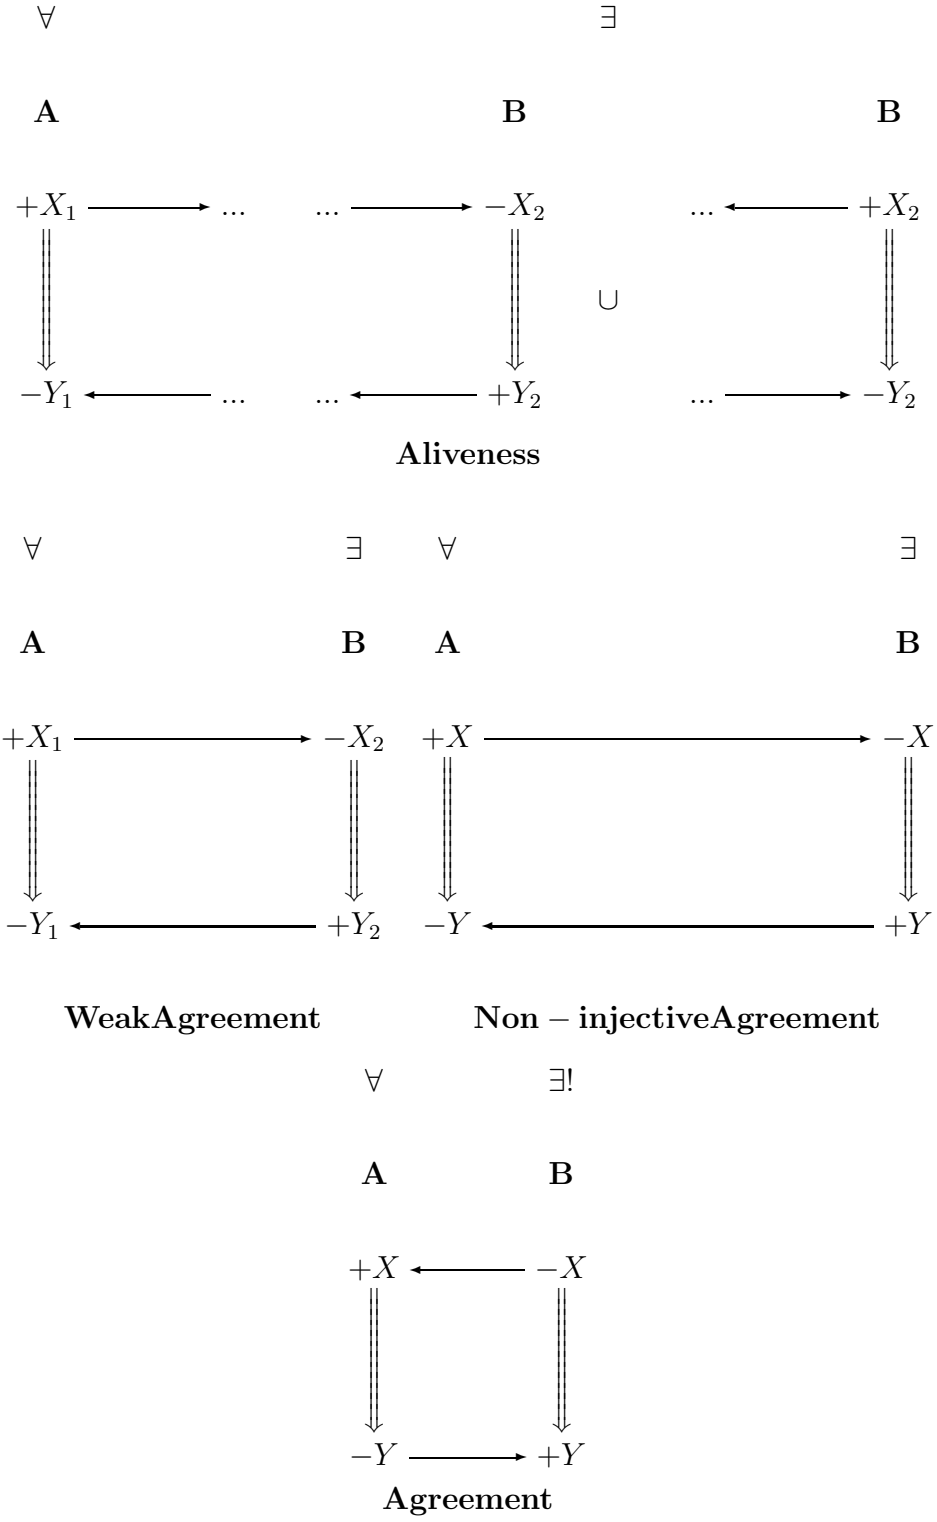 ∀ ∃
A B B
+X₁ ... ... −X₂ ... +X₂
∪
−Y₁ ... ... +Y₂ ... −Y₂
Aliveness
∀ ∃ ∀ ∃
A B A B
+X₁ −X₂ +X −X
−Y₁ +Y₂ −Y +Y
WeakAgreement Non − injectiveAgreement
∀ ∃!
A B
+X −X
−Y +Y
Agreement